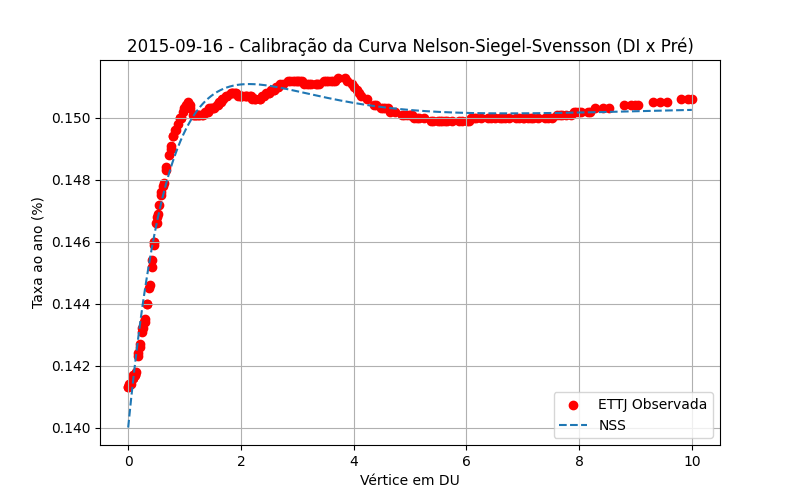 2015-09-16 - Calibração da Curva Nelson-Siegel-Svensson (DI x Pré)
Taxa ao ano (%)
0.150
0.148
0.146
0.144
0.142
0.140
0 2 4 6 8 10
Vértice em DU
ETTJ Observada
NSS